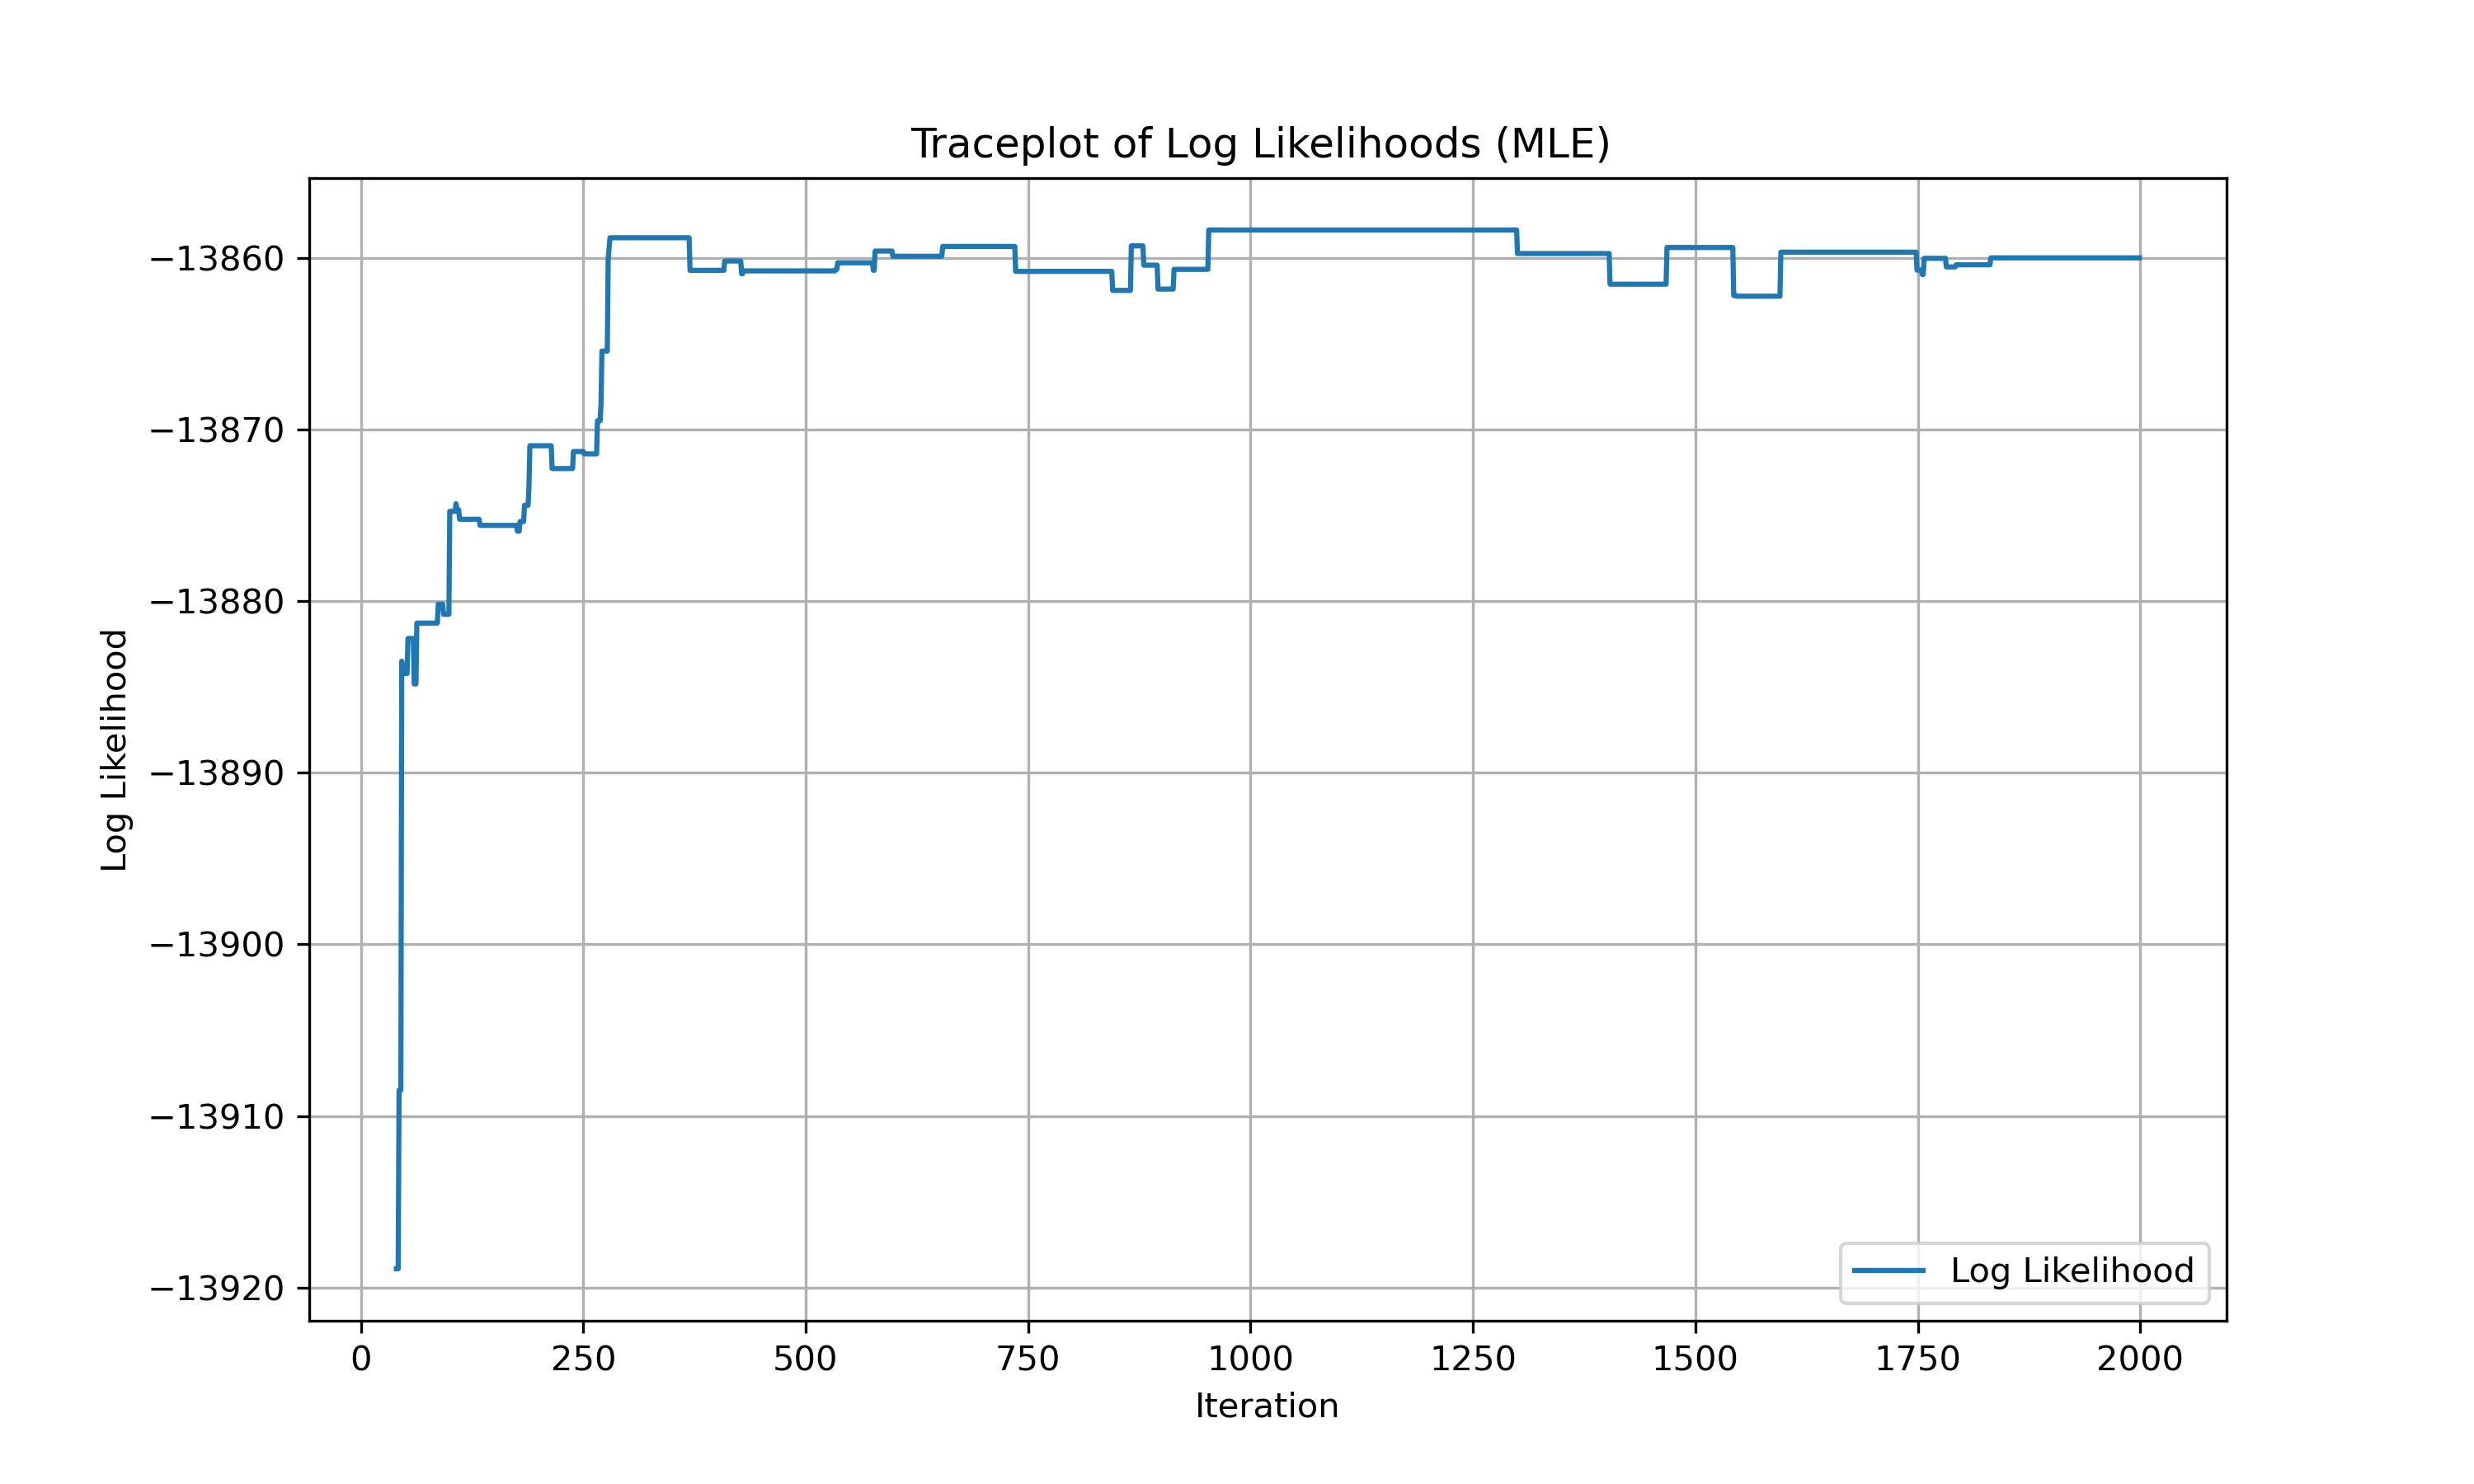 Traceplot of Log Likelihoods (MLE)
Log Likelihood
−13860
−13870
−13880
−13890
−13900
−13910
−13920
Log Likelihood
0 250 500 750 1000 1250 1500 1750 2000
Iteration